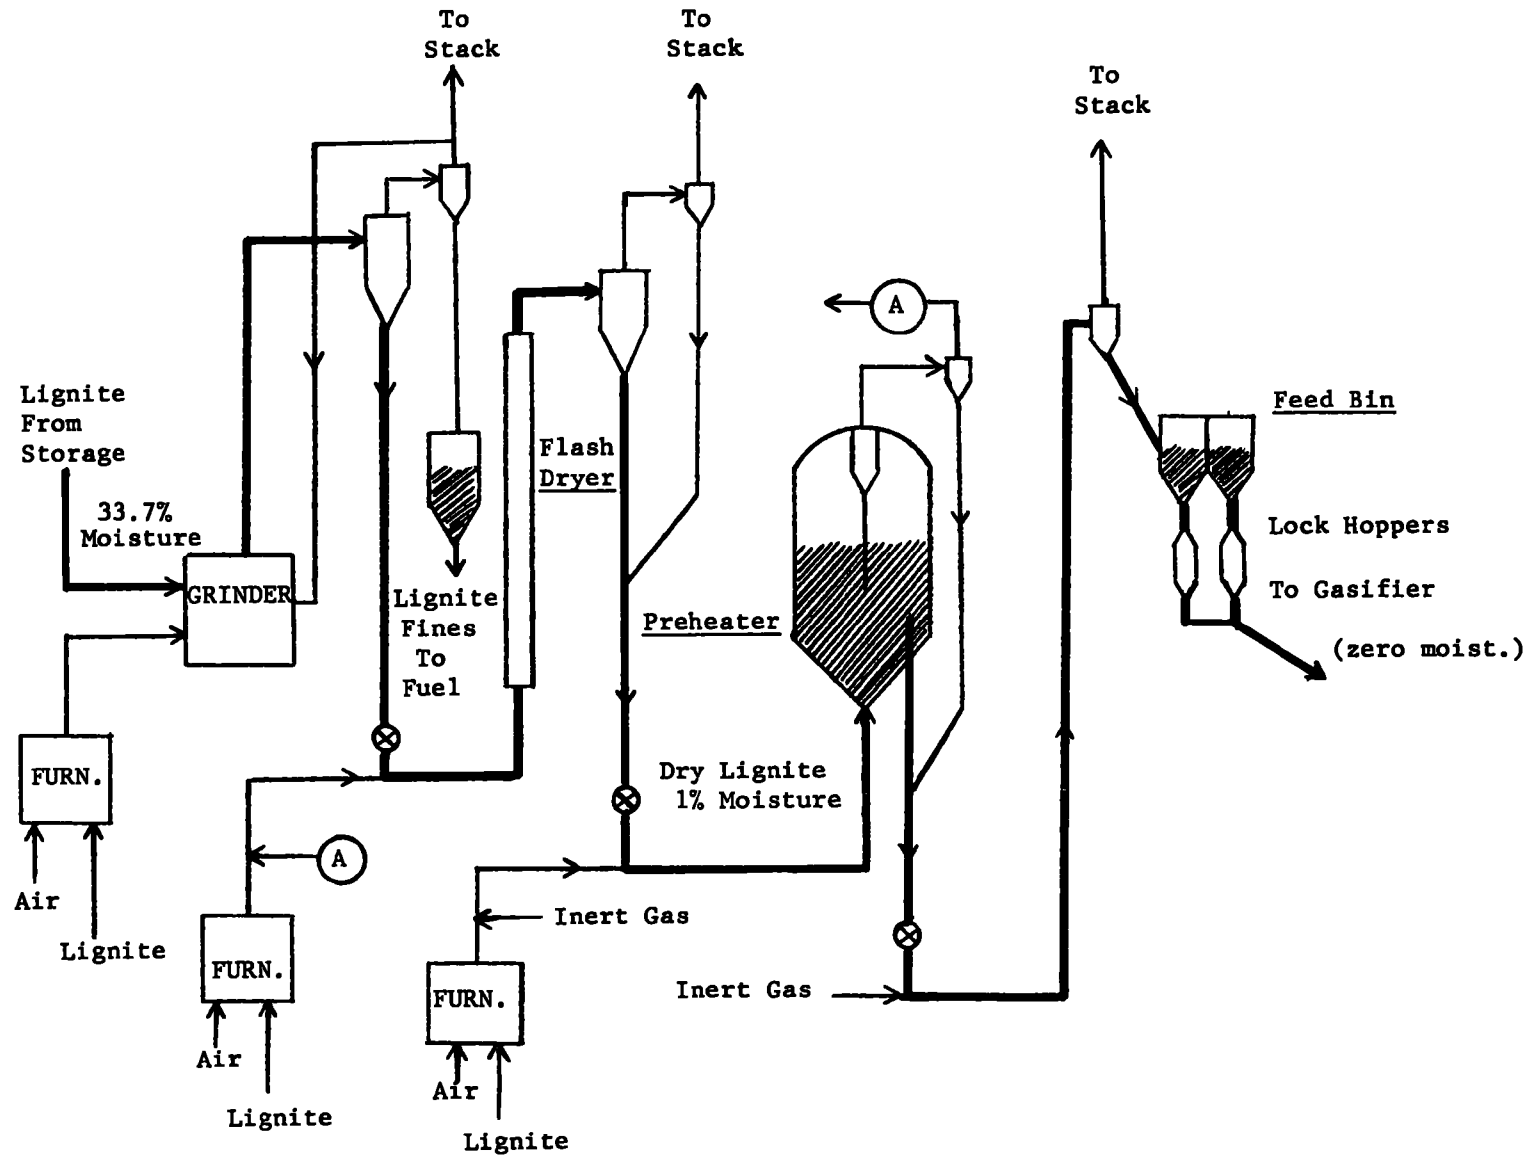 To
Stack
To
Stack
To
Stack
A
Lignite
From
Storage
33.7%
Moisture
GRINDER
Flash
Dryer
Feed Bin
Lock Hoppers
To Gasifier
(zero moist.)
Lignite
Fines
To
Fuel
Preheater
FURN.
Dry Lignite
1% Moisture
A
Air
Lignite
Inert Gas
FURN.
Inert Gas
FURN.
Air
Lignite
Air
Lignite